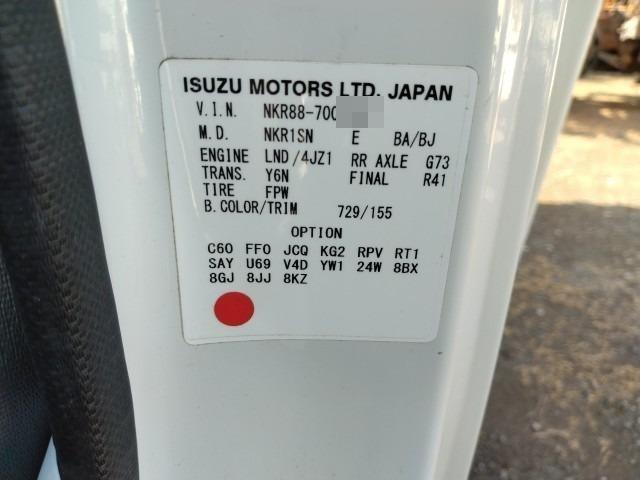 ISUZU MOTORS LTD. JAPAN
V.I.N. NKR88-700
M.D. NKR1SN E BA/BJ
ENGINE LND/4JZ1 RR AXLE G73
TRANS. Y6N FINAL R41
TIRE FPW
B.COLOR/TRIM 729/155
OPTION
C60 FF0 JCQ KG2 RPV RT1
SAY U69 V4D YW1 24W 8BX
8GJ 8JJ 8KZ